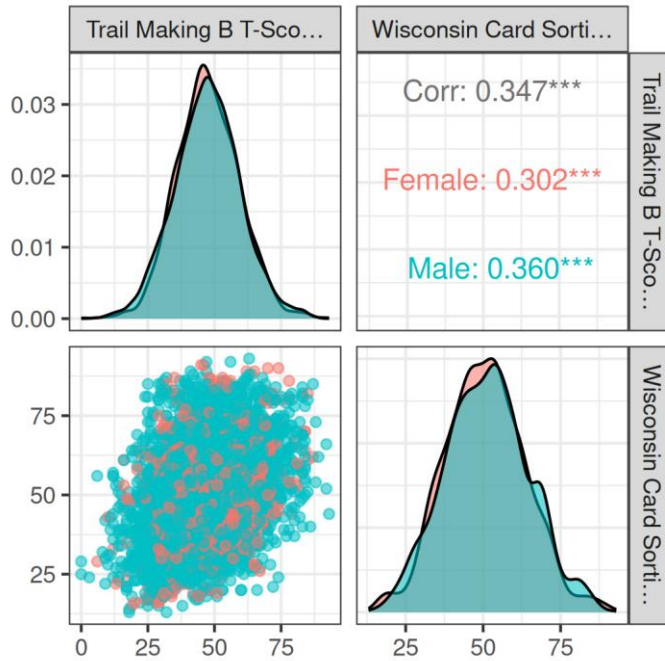 Trail Making B T-Sco…
Wisconsin Card Sorti…
0.03
0.02
0.01
0.00
Corr: 0.347***
Female: 0.302***
Male: 0.360***
Trail Making B T-Sco…
75
50
25
Wisconsin Card Sorti…
0 25 50 75
25 50 75